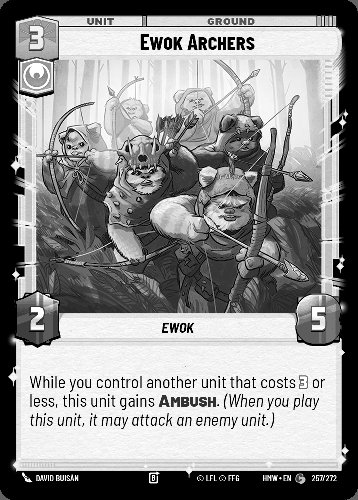 UNIT GROUND
3 EWOK ARCHERS
2 EWOK 5
While you control another unit that costs 3 or
less, this unit gains AMBUSH. (When you play
this unit, it may attack an enemy unit.)
DAVID BUISÁN B © LFL © FFG HMW • EN C 257/272